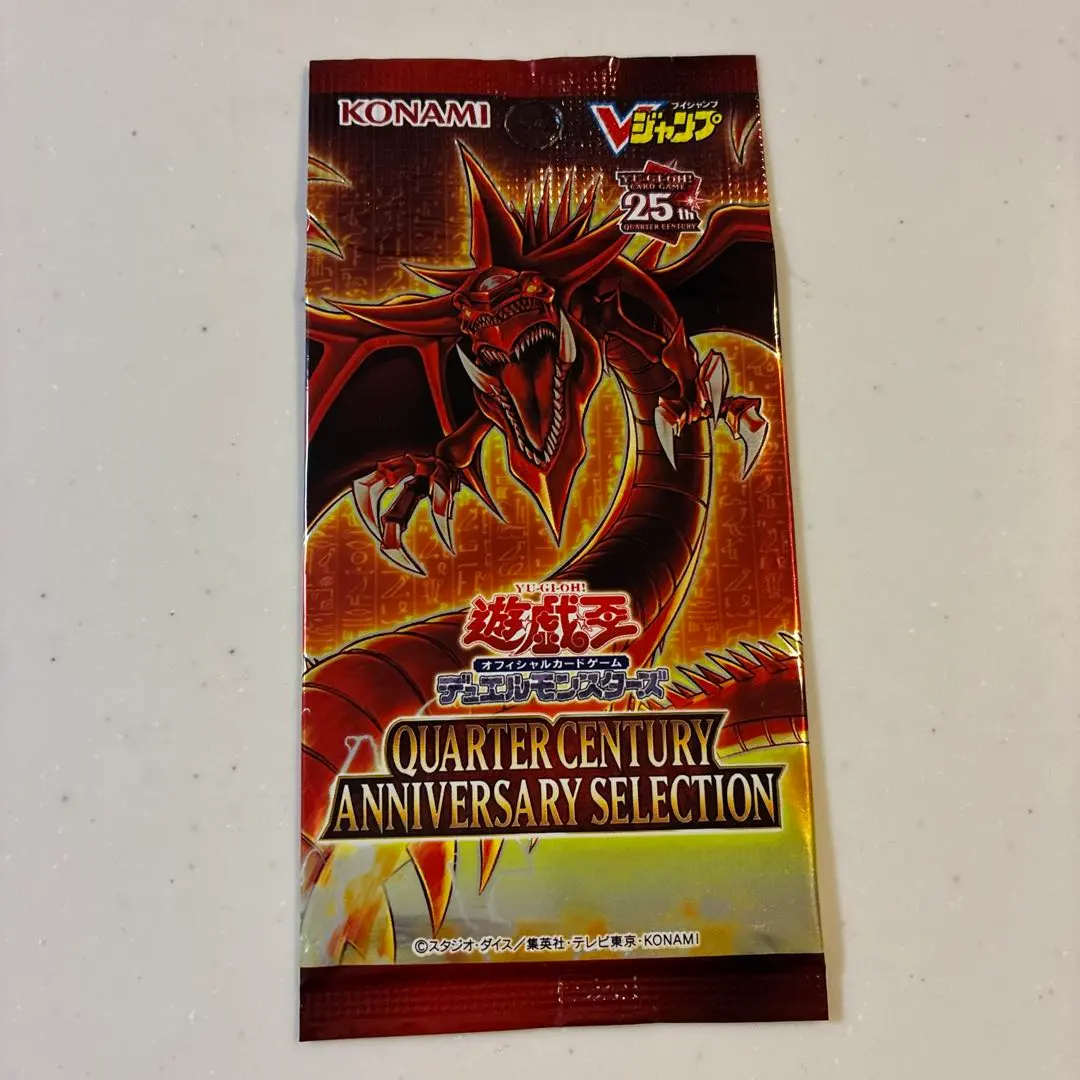 KONAMI
ブイジャンプ
Vジャンプ
YU-GI-OH!
CARD GAME
25th
QUARTER CENTURY
YU-GI-OH!
遊戯王
オフィシャルカードゲーム
デュエルモンスターズ
QUARTER CENTURY
ANNIVERSARY SELECTION
©スタジオ・ダイス/集英社・テレビ東京・KONAMI